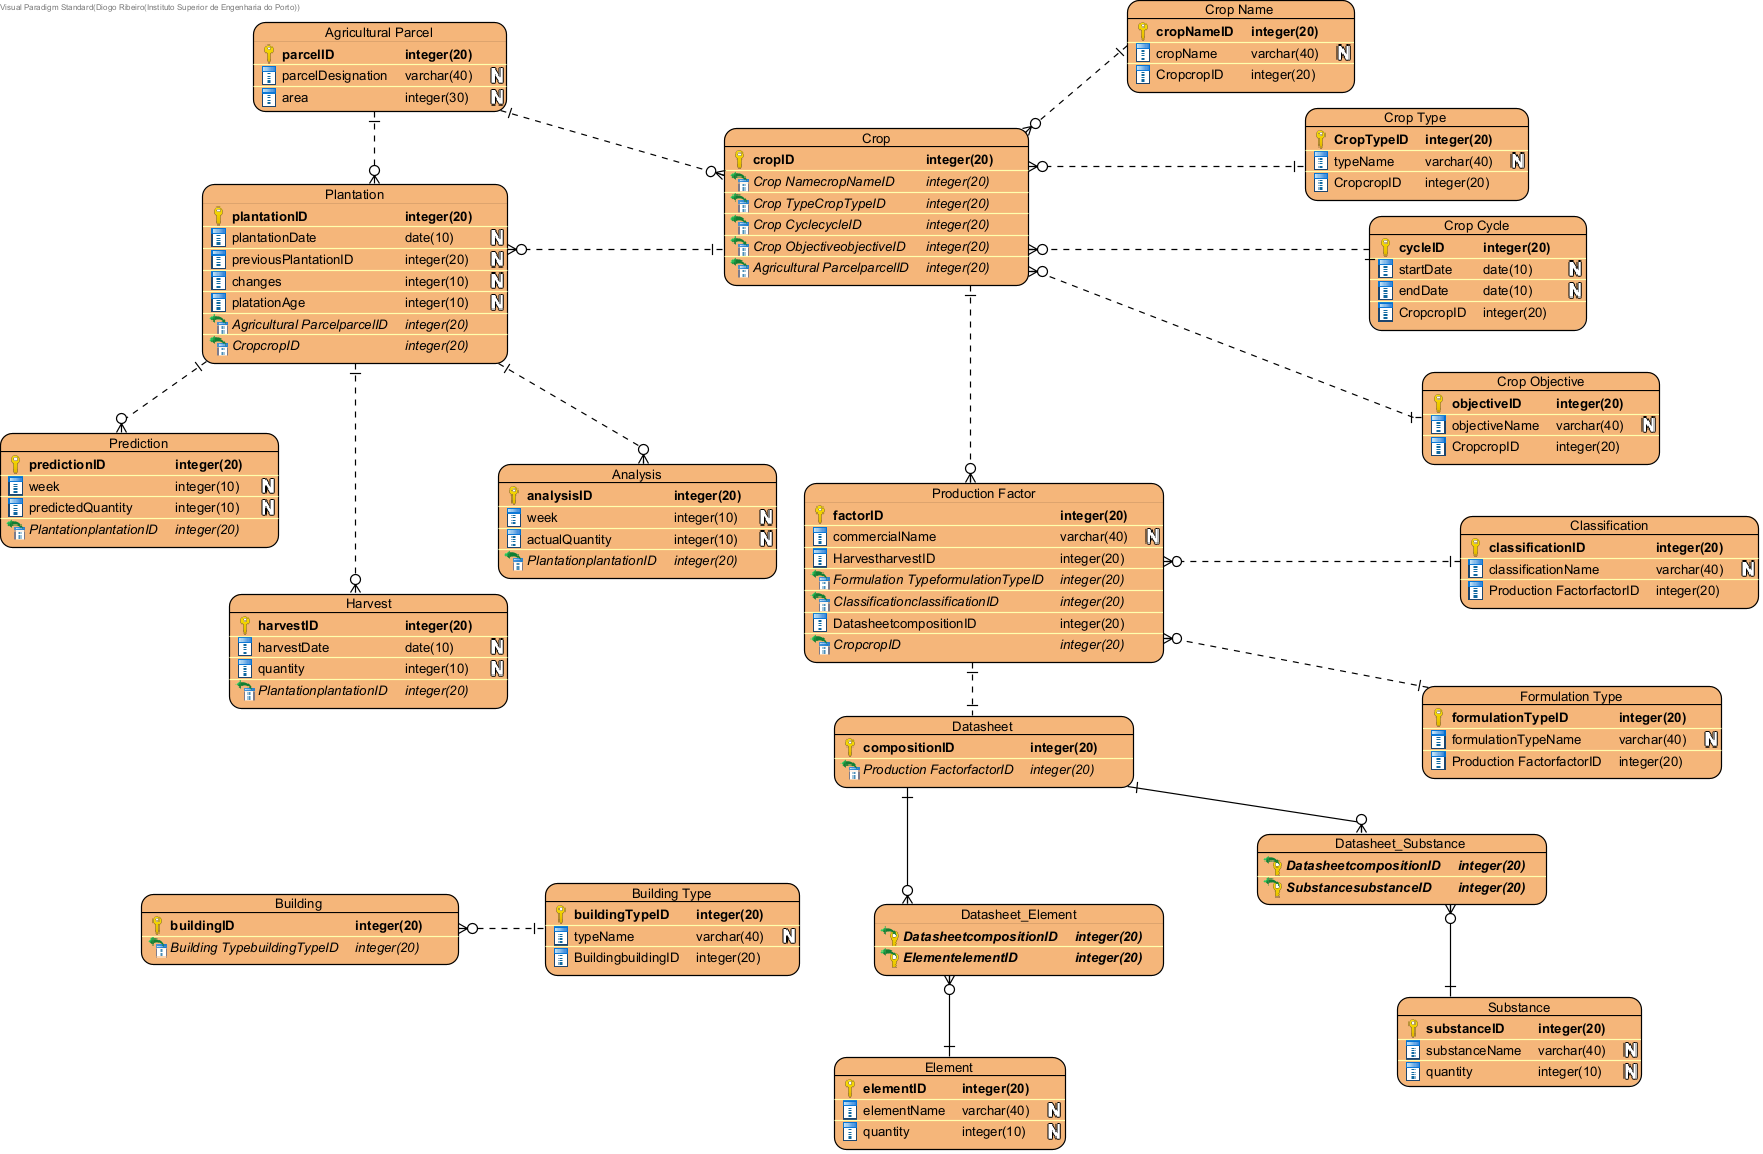 Visual Paradigm Standard(Diogo Ribeiro(Instituto Superior de Engenharia do Porto))
Agricultural Parcel
parcelID integer(20)
parcelDesignation varchar(40) N
area integer(30) N
Crop Name
cropNameID integer(20)
cropName varchar(40) N
CropcropID integer(20)
Crop Type
CropTypeID integer(20)
typeName varchar(40) N
CropcropID integer(20)
Crop
cropID integer(20)
Crop NamecropNameID integer(20)
Crop TypeCropTypeID integer(20)
Crop CyclecycleID integer(20)
Crop ObjectiveobjectiveID integer(20)
Agricultural ParcelparcelID integer(20)
Plantation
plantationID integer(20)
plantationDate date(10) N
previousPlantationID integer(20) N
changes integer(10) N
platationAge integer(10) N
Agricultural ParcelparcelID integer(20)
CropcropID integer(20)
Crop Cycle
cycleID integer(20)
startDate date(10) N
endDate date(10) N
CropcropID integer(20)
Crop Objective
objectiveID integer(20)
objectiveName varchar(40) N
CropcropID integer(20)
Prediction
predictionID integer(20)
week integer(10) N
predictedQuantity integer(10) N
PlantationplantationID integer(20)
Analysis
analysisID integer(20)
week integer(10) N
actualQuantity integer(10) N
PlantationplantationID integer(20)
Production Factor
factorID integer(20)
commercialName varchar(40) N
HarvestharvestID integer(20)
Formulation TypeformulationTypeID integer(20)
ClassificationclassificationID integer(20)
DatasheetcompositionID integer(20)
CropcropID integer(20)
Classification
classificationID integer(20)
classificationName varchar(40) N
Production FactorfactorID integer(20)
Harvest
harvestID integer(20)
harvestDate date(10) N
quantity integer(10) N
PlantationplantationID integer(20)
Formulation Type
formulationTypeID integer(20)
formulationTypeName varchar(40) N
Production FactorfactorID integer(20)
Datasheet
compositionID integer(20)
Production FactorfactorID integer(20)
Datasheet_Substance
DatasheetcompositionID integer(20)
SubstancesubstanceID integer(20)
Building
buildingID integer(20)
Building TypebuildingTypeID integer(20)
Building Type
buildingTypeID integer(20)
typeName varchar(40) N
BuildingbuildingID integer(20)
Datasheet_Element
DatasheetcompositionID integer(20)
ElementelementID integer(20)
Substance
substanceID integer(20)
substanceName varchar(40) N
quantity integer(10) N
Element
elementID integer(20)
elementName varchar(40) N
quantity integer(10) N